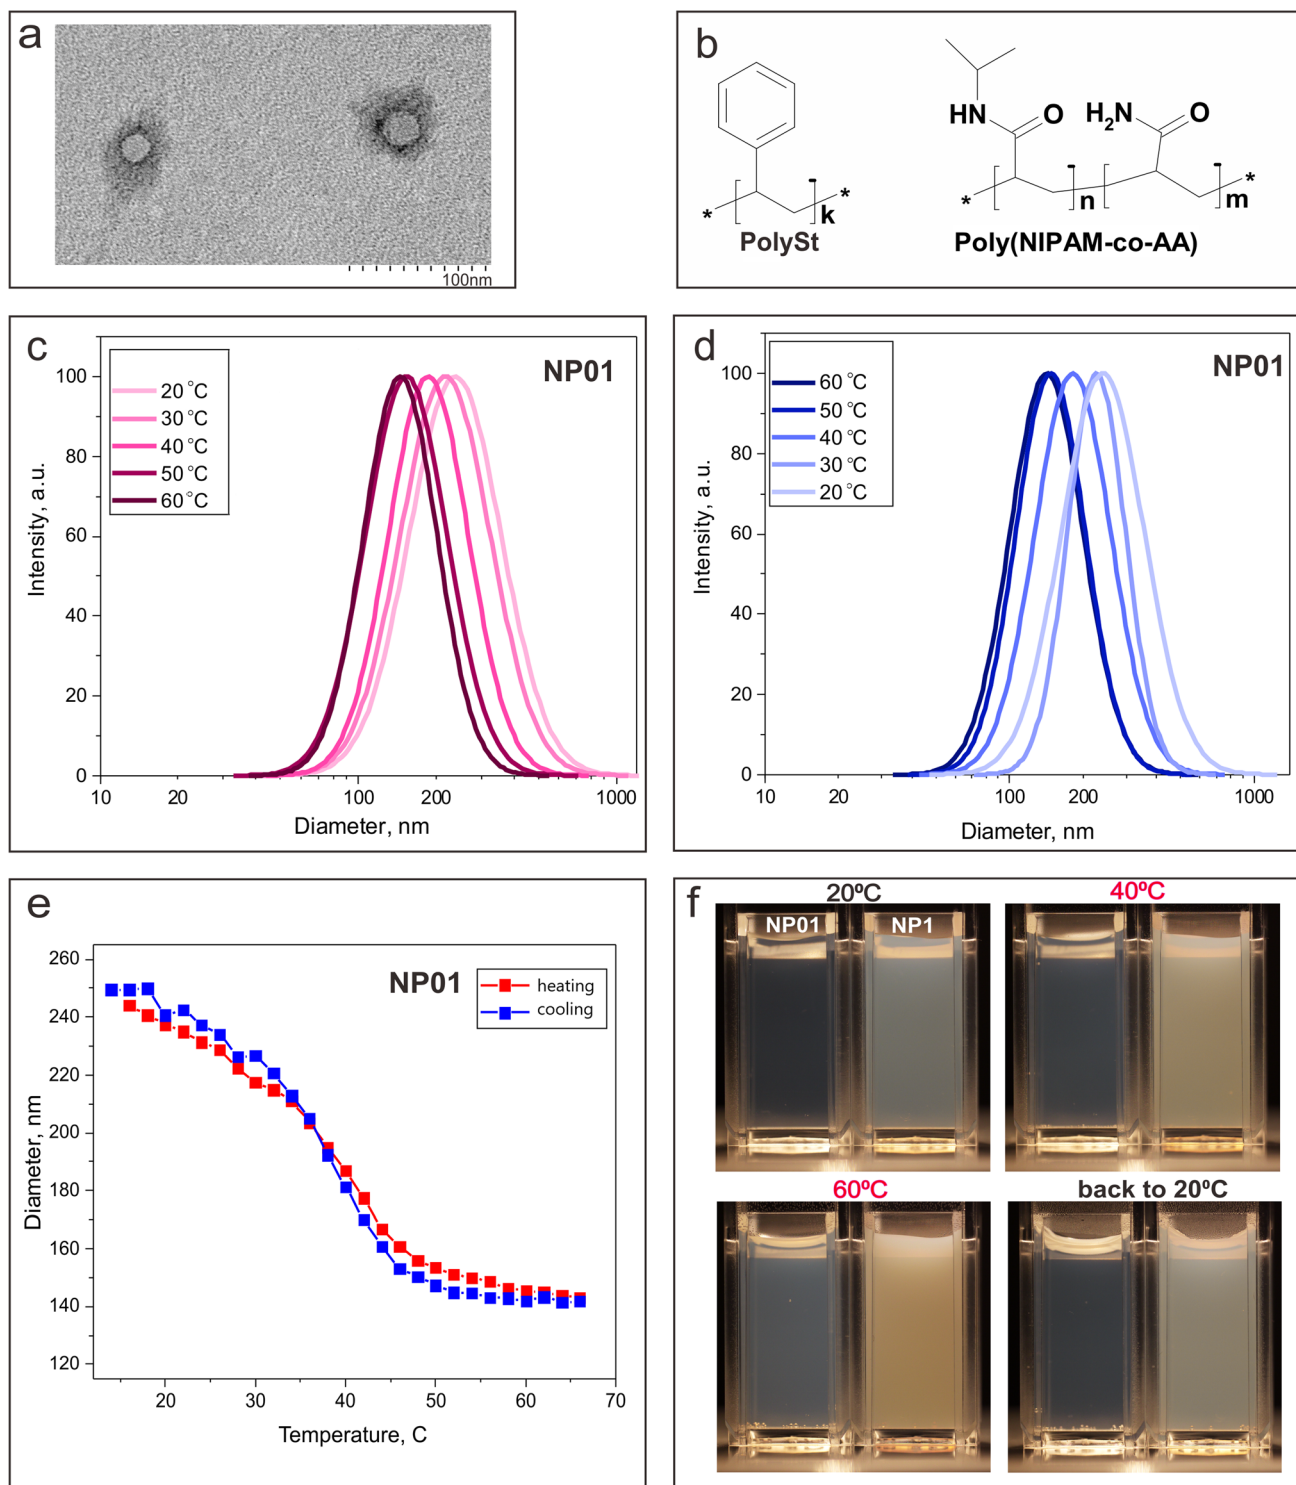 a
100nm
b
HN
O
H₂N
O
*
n
m
*
*
k
*
PolySt
Poly(NIPAM-co-AA)
c
NP01
20 °C
30 °C
40 °C
50 °C
60 °C
100
80
60
40
20
0
Intensity, a.u.
10 20 100 200 1000
Diameter, nm
d
NP01
60 °C
50 °C
40 °C
30 °C
20 °C
100
80
60
40
20
0
Intensity, a.u.
10 20 100 200 1000
Diameter, nm
e
NP01
heating
cooling
260
240
220
200
180
160
140
120
Diameter, nm
20 30 40 50 60 70
Temperature, C
f
20ºC
40ºC
NP01 NP1
60ºC
back to 20ºC